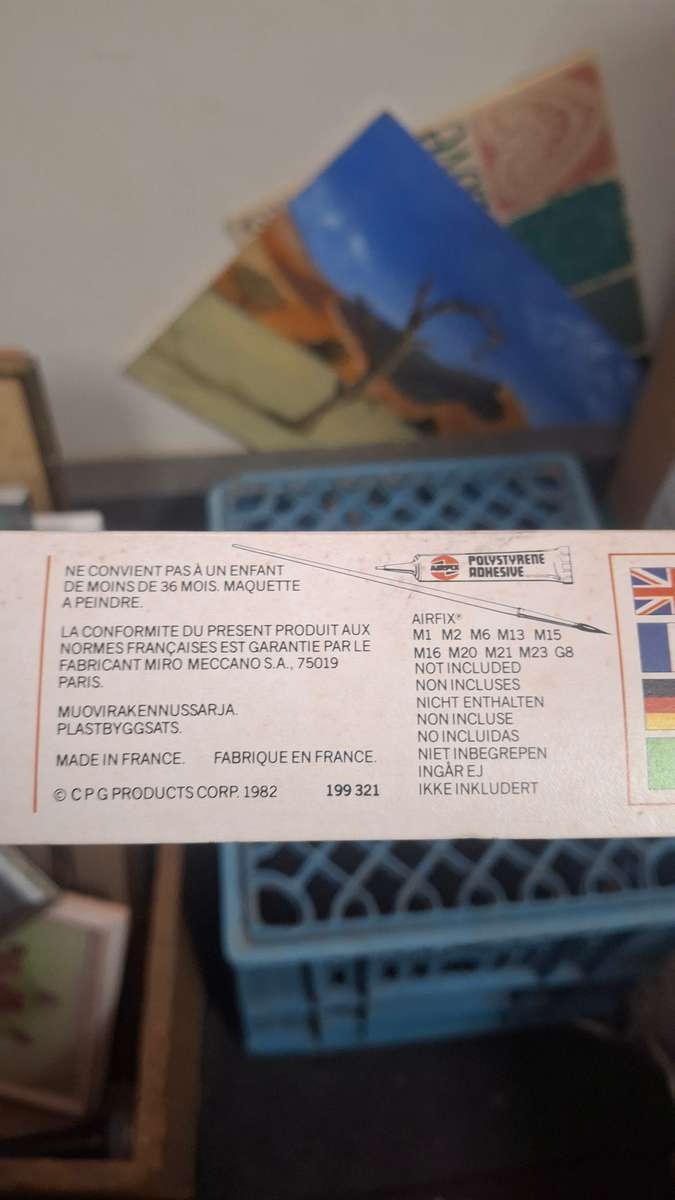 NE CONVIENT PAS À UN ENFANT
DE MOINS DE 36 MOIS. MAQUETTE
A PEINDRE.
LA CONFORMITE DU PRESENT PRODUIT AUX
NORMES FRANÇAISES EST GARANTIE PAR LE
FABRICANT MIRO MECCANO S.A., 75019
PARIS.
MUOVIRAKENNUSSARJA.
PLASTBYGGSATS.
MADE IN FRANCE. FABRIQUE EN FRANCE.
© C P G PRODUCTS CORP. 1982 199 321
AIRFIX
POLYSTYRENE
ADHESIVE
AIRFIX®
M1 M2 M6 M13 M15
M16 M20 M21 M23 G8
NOT INCLUDED
NON INCLUSES
NICHT ENTHALTEN
NON INCLUSE
NO INCLUIDAS
NIET INBEGREPEN
INGÅR EJ
IKKE INKLUDERT